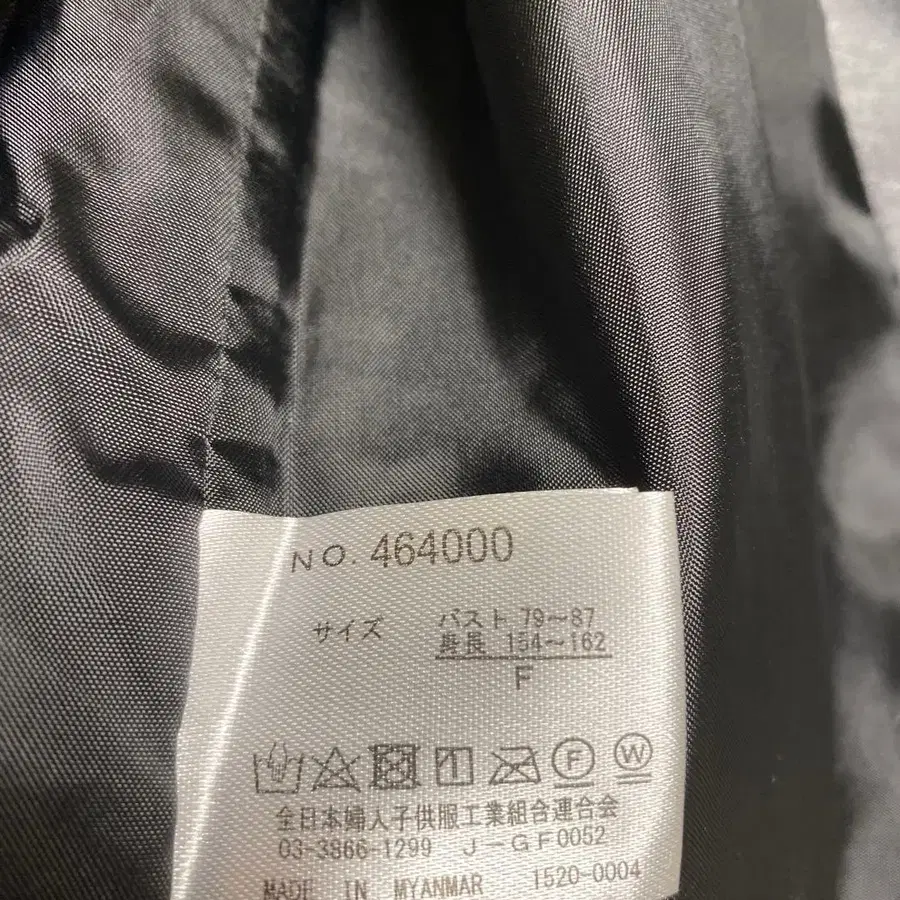 NO. 464000
サイズ
バスト 79～87
身長 154～162
F
F W
全日本婦人子供服工業組合連合会
03-3866-1299 J-GF0052
MADE IN MYANMAR 1520-0004